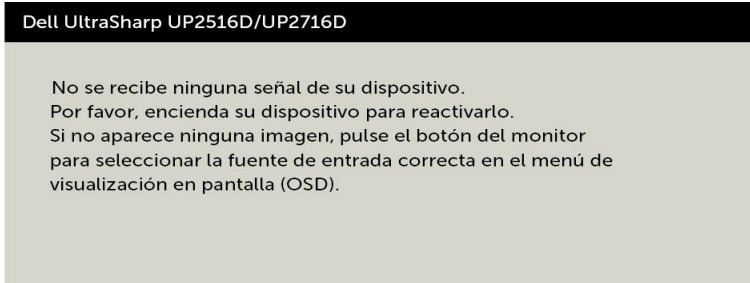 Dell UltraSharp UP2516D/UP2716D
No se recibe ninguna señal de su dispositivo.
Por favor, encienda su dispositivo para reactivarlo.
Si no aparece ninguna imagen, pulse el botón del monitor
para seleccionar la fuente de entrada correcta en el menú de
visualización en pantalla (OSD).